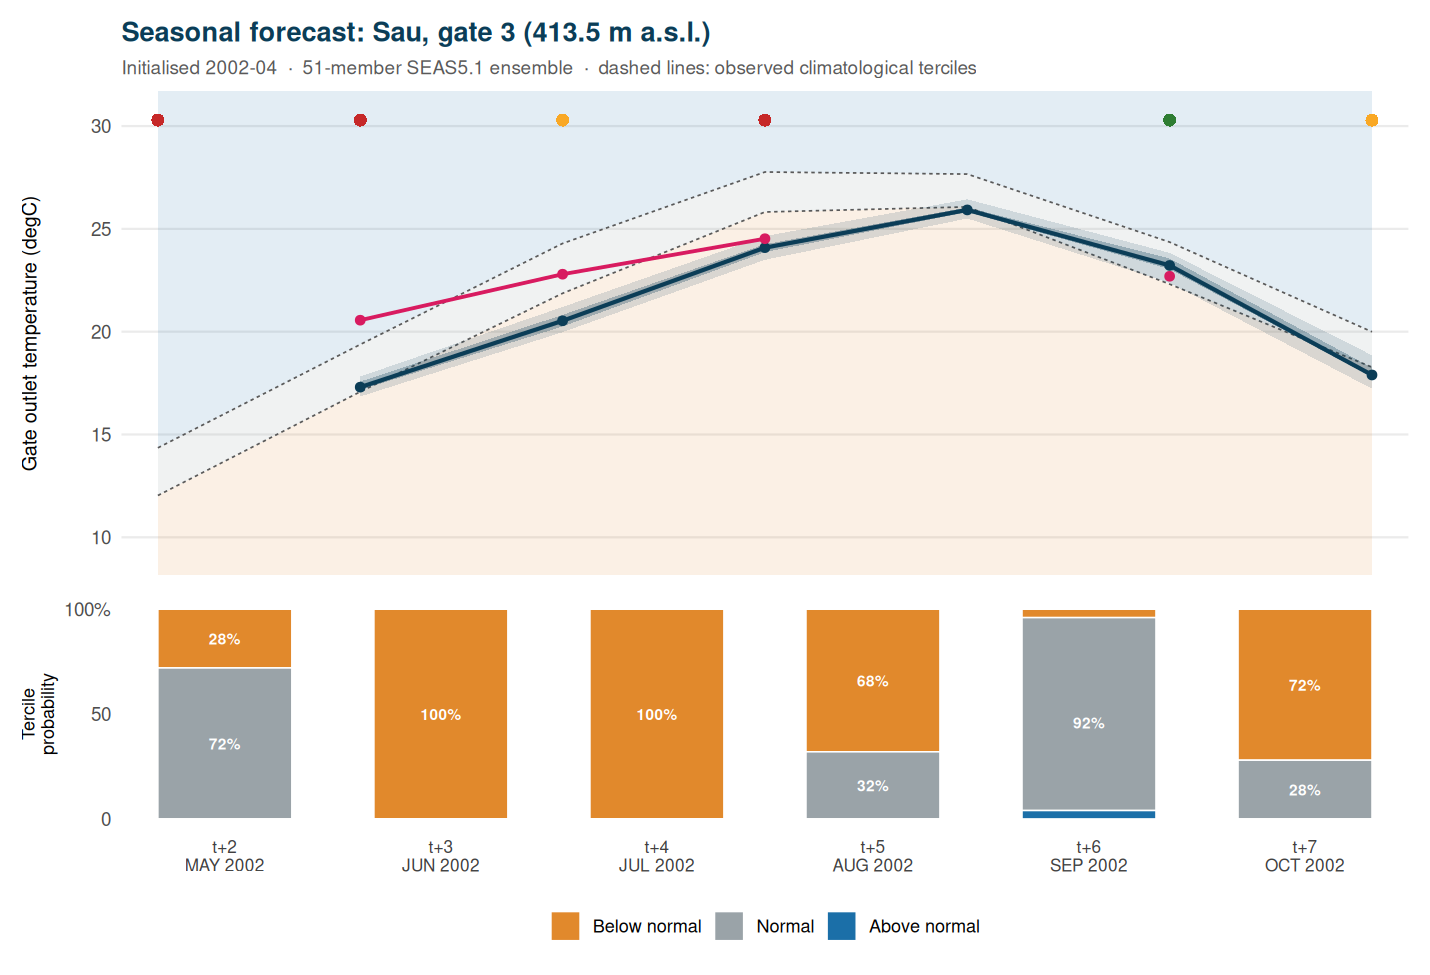 Seasonal forecast: Sau, gate 3 (413.5 m a.s.l.)
Initialised 2002-04 · 51-member SEAS5.1 ensemble · dashed lines: observed climatological terciles
Gate outlet temperature (degC)
30
25
20
15
10
Tercile
probability
100%
50
0
28%
72%
100%
100%
68%
32%
92%
72%
28%
t+2
MAY 2002
t+3
JUN 2002
t+4
JUL 2002
t+5
AUG 2002
t+6
SEP 2002
t+7
OCT 2002
Below normal
Normal
Above normal